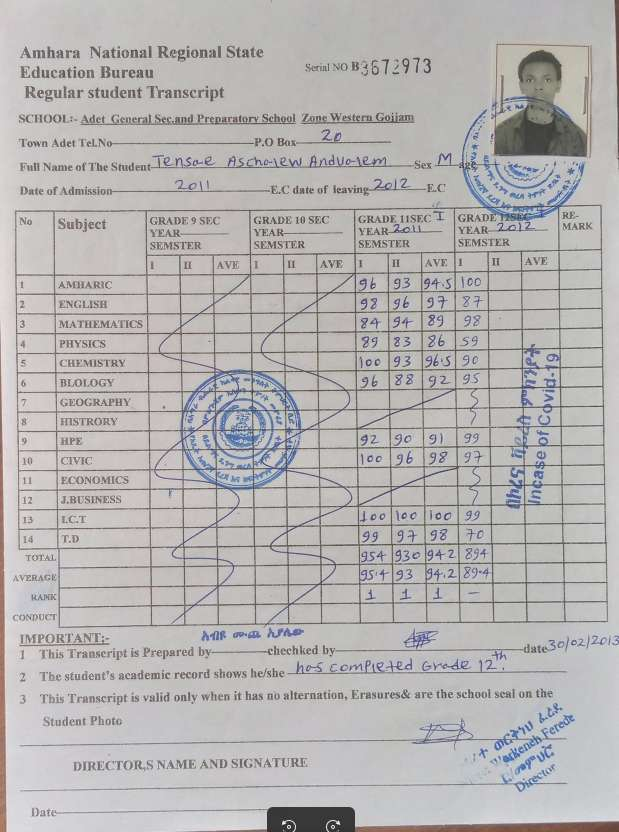 Amhara National Regional State
Education Bureau
Regular student Transcript
Serial NO B3672973
SCHOOL:- Adet General Sec.and Preparatory School Zone Western Gojjam
Town Adet Tel.No P.O Box 20
Full Name of The Student Tensae Aschalew Andualem Sex M age
Date of Admission 2011 E.C date of leaving 2012 E.C
No Subject GRADE 9 SEC GRADE 10 SEC GRADE 11SEC I GRADE 12SEC RE-MARK
YEAR YEAR YEAR 2011 YEAR 2012
SEMSTER SEMSTER SEMSTER SEMSTER
I II AVE I II AVE I II AVE I II AVE
1 AMHARIC 96 93 94.5 100
2 ENGLISH 98 96 97 87
3 MATHEMATICS 84 94 89 98
4 PHYSICS 89 83 86 59
5 CHEMISTRY 100 93 96.5 90
6 BLOLOGY 96 88 92 95
7 GEOGRAPHY
8 HISTRORY
9 HPE 92 90 91 99
10 CIVIC 100 96 98 97
11 ECONOMICS
12 J.BUSINESS
13 I.C.T 100 100 100 99
14 T.D 99 97 98 70
TOTAL 954 930 942 894
AVERAGE 95.4 93 94.2 89.4
RANK 1 1 1 -
CONDUCT
Incase of Covid-19
IMPORTANT:-
1 This Transcript is Prepared by chechked by date 30/02/2013
2 The student's academic record shows he/she has completed Grade 12th.
3 This Transcript is valid only when it has no alternation, Erasures& are the school seal on the
Student Photo
Workeneh Ferede
Director
DIRECTOR,S NAME AND SIGNATURE
Date